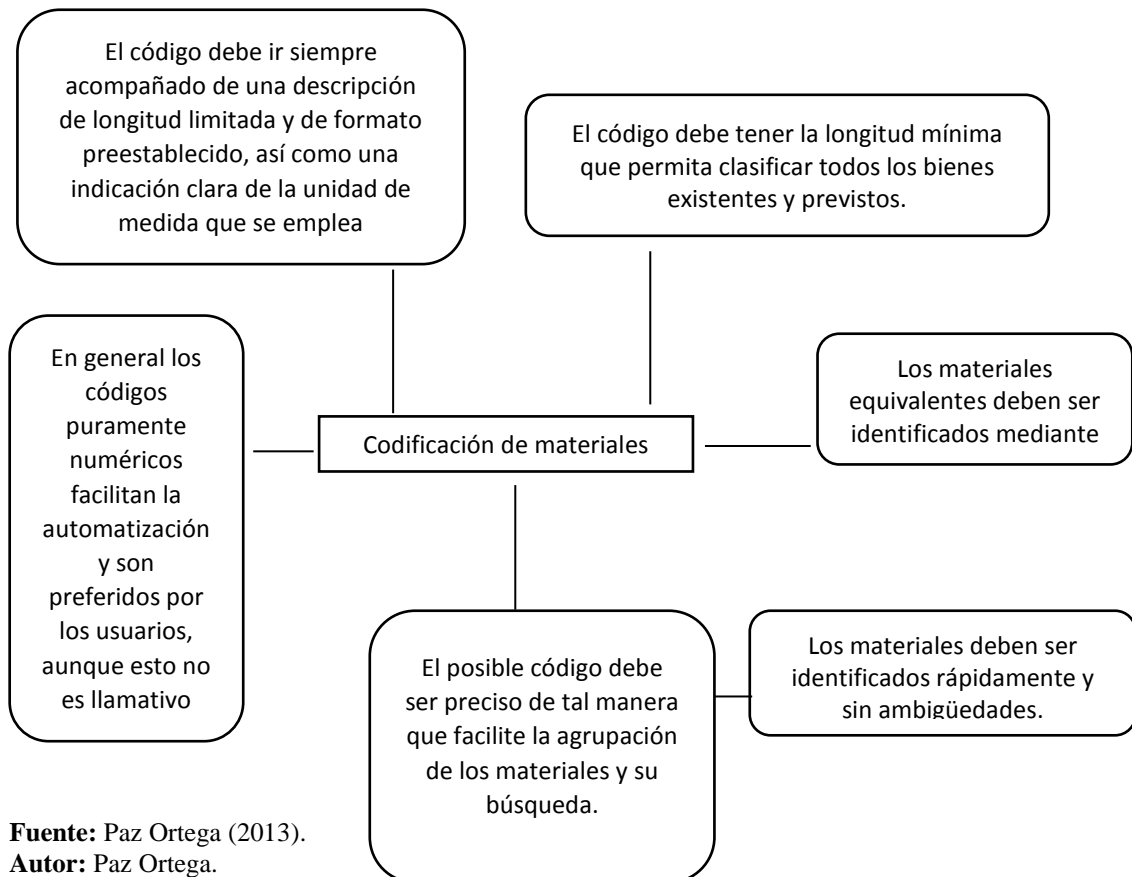 El código debe ir siempre
acompañado de una descripción
de longitud limitada y de formato
preestablecido, así como una
indicación clara de la unidad de
medida que se emplea
El código debe tener la longitud mínima
que permita clasificar todos los bienes
existentes y previstos.
En general los
códigos
puramente
numéricos
facilitan la
automatización
y son
preferidos por
los usuarios,
aunque esto no
es llamativo
Codificación de materiales
Los materiales
equivalentes deben ser
identificados mediante
El posible código debe
ser preciso de tal manera
que facilite la agrupación
de los materiales y su
búsqueda.
Los materiales deben ser
identificados rápidamente y
sin ambigüedades.
Fuente: Paz Ortega (2013).
Autor: Paz Ortega.